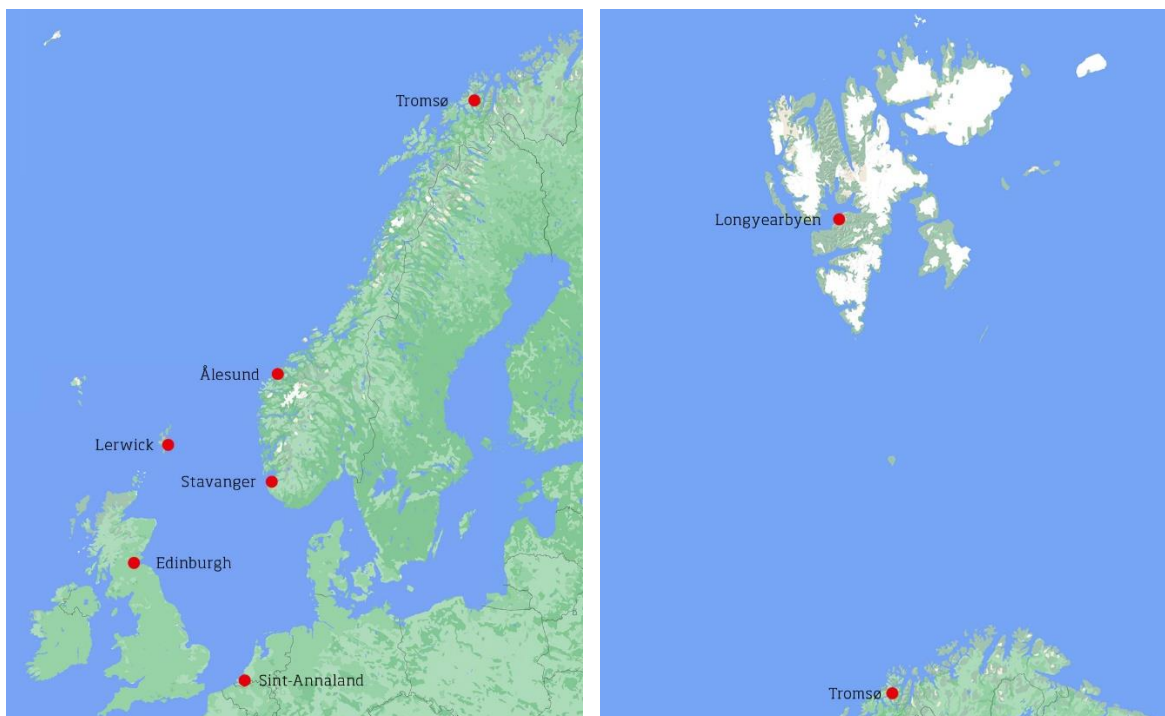 Tromsø
Ålesund
Lerwick
Stavanger
Edinburgh
Sint-Annaland
Longyearbyen
Tromsø